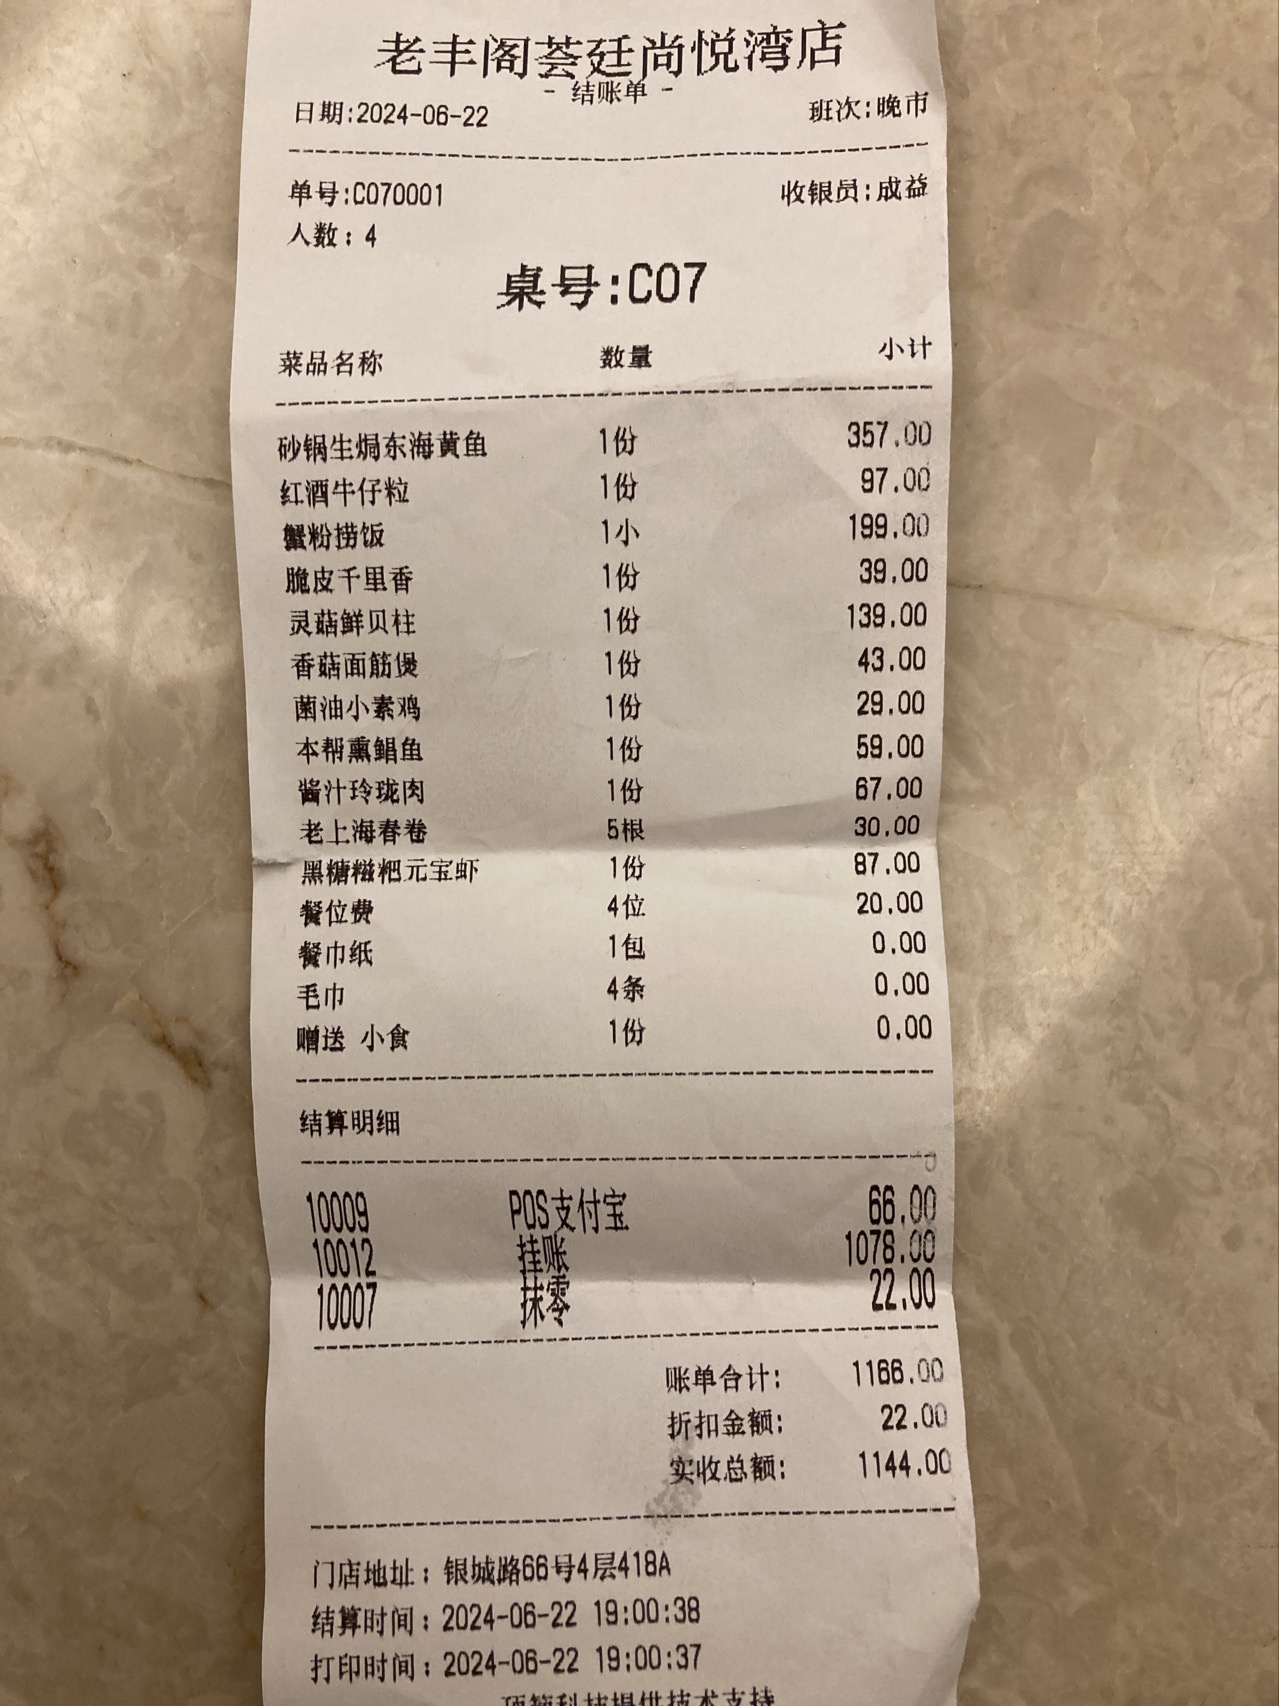 老丰阁荟廷尚悦湾店
- 结账单 -
日期:2024-06-22 班次:晚市
单号:C070001 收银员:成益
人数: 4
桌号:C07
菜品名称 数量 小计
砂锅生焗东海黄鱼 1份 357.00
红酒牛仔粒 1份 97.00
蟹粉捞饭 1小 199.00
脆皮千里香 1份 39.00
灵菇鲜贝柱 1份 139.00
香菇面筋煲 1份 43.00
菌油小素鸡 1份 29.00
本帮熏鲳鱼 1份 59.00
酱汁玲珑肉 1份 67.00
老上海春卷 5根 30.00
黑糖糍粑元宝虾 1份 87.00
餐位费 4位 20.00
餐巾纸 1包 0.00
毛巾 4条 0.00
赠送 小食 1份 0.00
结算明细
10009 POS支付宝 66.00
10012 挂账 1078.00
10007 抹零 22.00
账单合计: 1166.00
折扣金额: 22.00
实收总额: 1144.00
门店地址: 银城路66号4层418A
结算时间: 2024-06-22 19:00:38
打印时间: 2024-06-22 19:00:37
科技提供技术支持